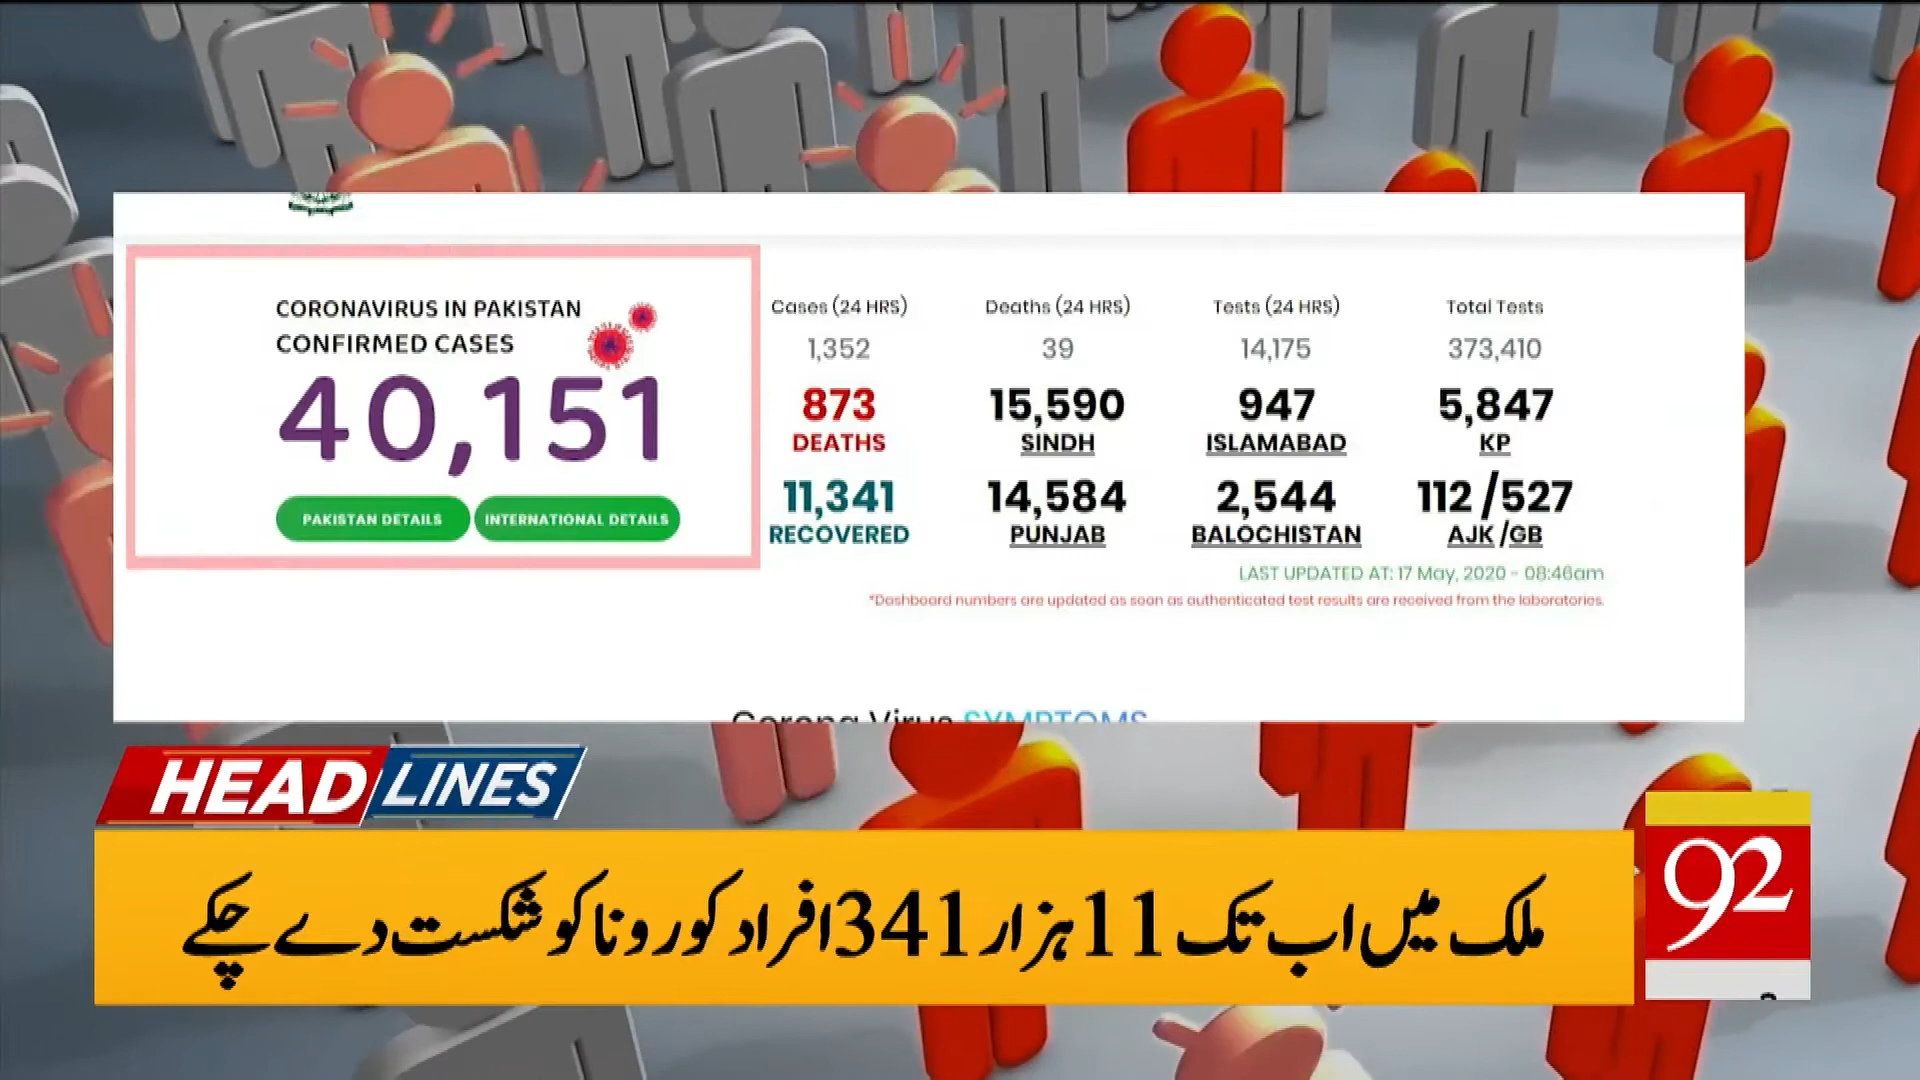 CORONAVIRUS IN PAKISTAN
CONFIRMED CASES
40,151
PAKISTAN DETAILS
INTERNATIONAL DETAILS
Cases (24 HRS)
1,352
Deaths (24 HRS)
39
Tests (24 HRS)
14,175
Total Tests
373,410
873
DEATHS
15,590
SINDH
947
ISLAMABAD
5,847
KP
11,341
RECOVERED
14,584
PUNJAB
2,544
BALOCHISTAN
112 /527
AJK /GB
LAST UPDATED AT: 17 May, 2020 - 08:46am
*Dashboard numbers are updated as soon as authenticated test results are received from the laboratories.
Corona Virus SYMPTOMS
HEADLINES
ملک میں اب تک 11 ہزار 341 افراد کورونا کو شکست دے چکے
92